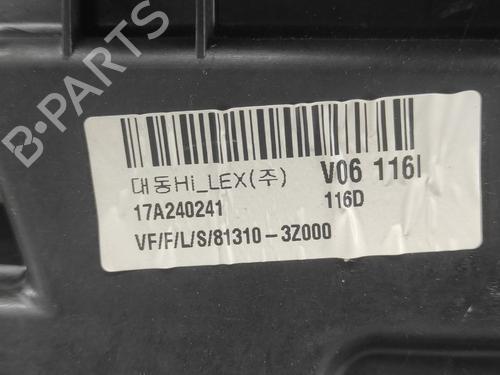 B-PARTS
대동Hi_LEX(주) V06 116I
17A240241 116D
VF/F/L/S/81310-3Z000